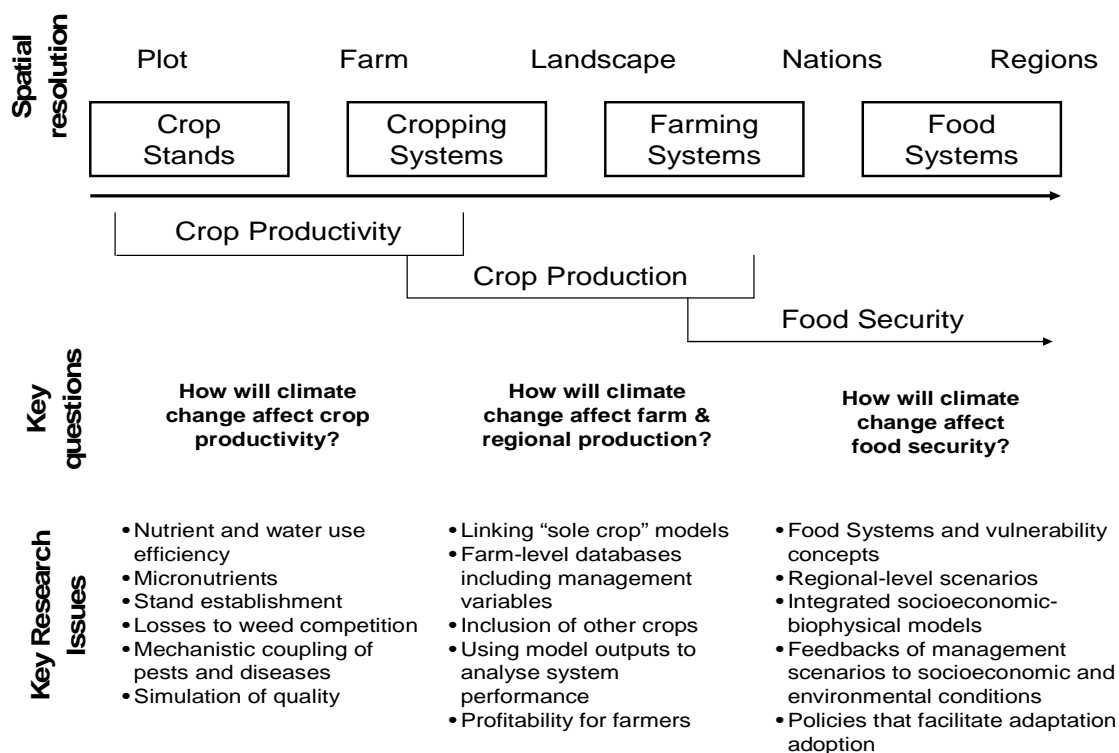 Spatial
resolution
Plot Farm Landscape Nations Regions
Crop
Stands
Cropping
Systems
Farming
Systems
Food
Systems
Crop Productivity
Crop Production
Food Security
Key
questions
How will climate
change affect crop
productivity?
How will climate
change affect farm &
regional production?
How will climate
change affect
food security?
Key Research
Issues
•Nutrient and water use
efficiency
•Micronutrients
•Stand establishment
•Losses to weed competition
•Mechanistic coupling of
pests and diseases
•Simulation of quality
•Linking “sole crop” models
•Farm-level databases
including management
variables
•Inclusion of other crops
•Using model outputs to
analyse system
performance
•Profitability for farmers
•Food Systems and vulnerability
concepts
•Regional-level scenarios
•Integrated socioeconomic-
biophysical models
•Feedbacks of management
scenarios to socioeconomic and
environmental conditions
•Policies that facilitate adaptation
adoption